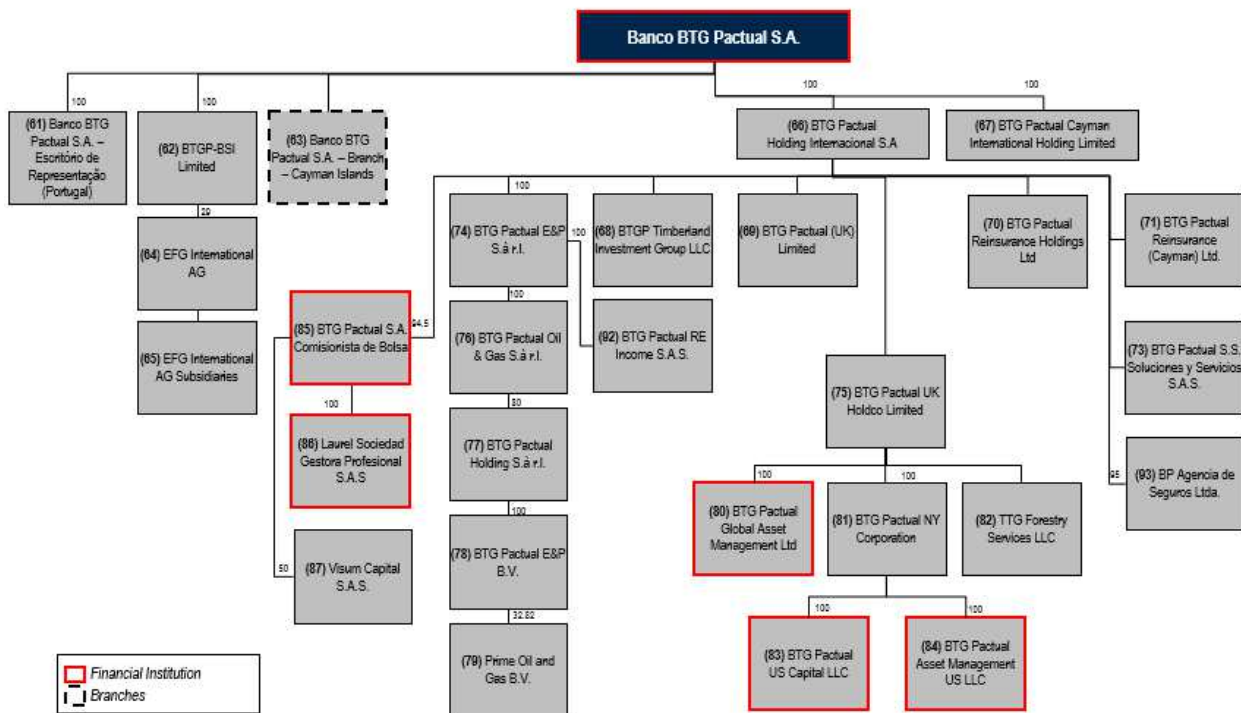 Banco BTG Pactual S.A.
100
100
100
100
(61) Banco BTG
Pactual S.A. –
Escritório de
Representação
(Portugal)
(62) BTGP-BSI
Limited
(63) Banco BTG
Pactual S.A. – Branch
– Cayman Islands
(66) BTG Pactual
Holding Internacional S.A
(67) BTG Pactual Cayman
International Holding Limited
29
100
(64) EFG International
AG
(74) BTG Pactual E&P
S.à r.l.
100
(68) BTGP Timberland
Investment Group LLC
(69) BTG Pactual (UK)
Limited
(70) BTG Pactual
Reinsurance Holdings
Ltd
(71) BTG Pactual
Reinsurance
(Cayman) Ltd.
(65) EFG International
AG Subsidiaries
(85) BTG Pactual S.A.
Comisionista de Bolsa
94,5
100
(76) BTG Pactual Oil
& Gas S.à r.l.
(92) BTG Pactual RE
Income S.A.S.
(73) BTG Pactual S.S.
Soluciones y Servicios
S.A.S.
(75) BTG Pactual UK
Holdco Limited
100
(86) Laurel Sociedad
Gestora Profesional
S.A.S
80
(77) BTG Pactual
Holding S.à r.l.
95
(93) BP Agencia de
Seguros Ltda.
100
100
(80) BTG Pactual
Global Asset
Management Ltd
(81) BTG Pactual NY
Corporation
(82) TTG Forestry
Services LLC
50
(87) Visum Capital
S.A.S.
100
(78) BTG Pactual E&P
B.V.
32.82
(79) Prime Oil and
Gas B.V.
100
100
(83) BTG Pactual
US Capital LLC
(84) BTG Pactual
Asset Management
US LLC
Financial Institution
Branches